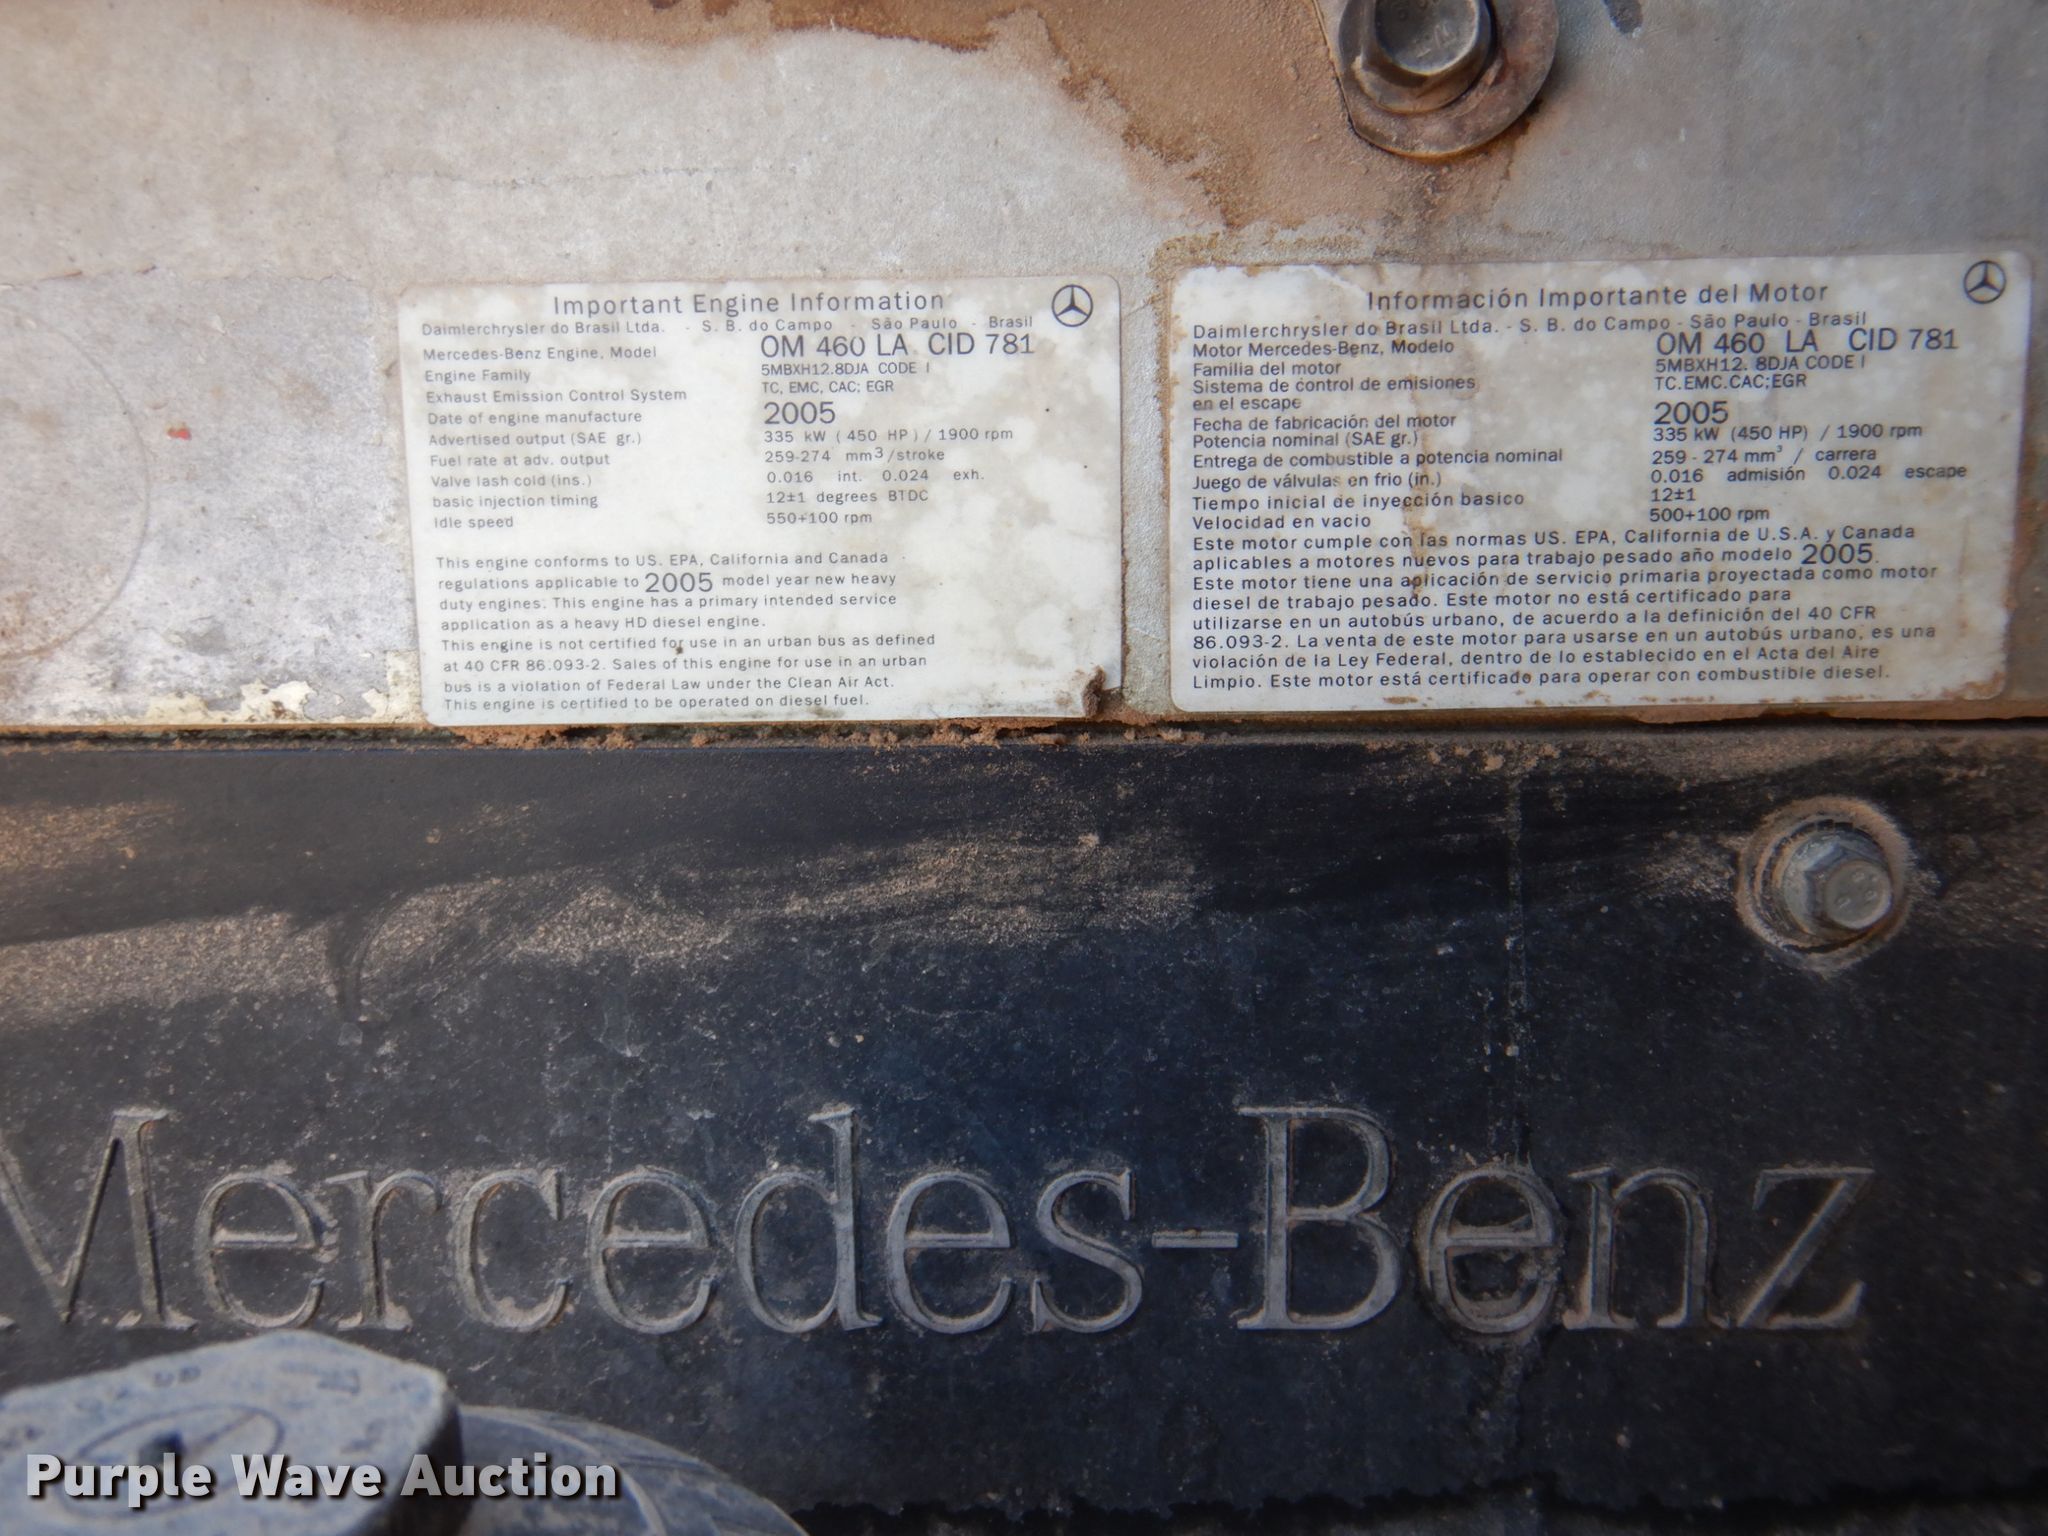 Important Engine Information
Daimlerchrysler do Brasil Ltda. - S. B. do Campo - São Paulo - Brasil
Mercedes-Benz Engine, Model OM 460 LA CID 781
Engine Family 5MBXH12.8DJA CODE I
Exhaust Emission Control System TC, EMC, CAC; EGR
Date of engine manufacture 2005
Advertised output (SAE gr.) 335 kW (450 HP) / 1900 rpm
Fuel rate at adv. output 259-274 mm3/stroke
Valve lash cold (ins.) 0.016 int. 0.024 exh.
basic injection timing 12±1 degrees BTDC
Idle speed 550+100 rpm
This engine conforms to US. EPA, California and Canada
regulations applicable to 2005 model year new heavy
duty engines. This engine has a primary intended service
application as a heavy HD diesel engine.
This engine is not certified for use in an urban bus as defined
at 40 CFR 86.093-2. Sales of this engine for use in an urban
bus is a violation of Federal Law under the Clean Air Act.
This engine is certified to be operated on diesel fuel.
Información Importante del Motor
Daimlerchrysler do Brasil Ltda. - S. B. do Campo - São Paulo - Brasil
Motor Mercedes-Benz, Modelo OM 460 LA CID 781
Familia del motor 5MBXH12. 8DJA CODE I
Sistema de control de emisiones TC.EMC.CAC;EGR
en el escape
Fecha de fabricación del motor 2005
Potencia nominal (SAE gr.) 335 kW (450 HP) / 1900 rpm
Entrega de combustible a potencia nominal 259 - 274 mm³ / carrera
Juego de válvulas en frio (in.) 0.016 admisión 0.024 escape
Tiempo inicial de inyección basico 12±1
Velocidad en vacio 500+100 rpm
Este motor cumple con las normas US. EPA, California de U.S.A. y Canada
aplicables a motores nuevos para trabajo pesado año modelo 2005.
Este motor tiene una aplicación de servicio primaria proyectada como motor
diesel de trabajo pesado. Este motor no está certificado para
utilizarse en un autobús urbano, de acuerdo a la definición del 40 CFR
86.093-2. La venta de este motor para usarse en un autobús urbano, es una
violación de la Ley Federal, dentro de lo establecido en el Acta del Aire
Limpio. Este motor está certificado para operar con combustible diesel.
Mercedes-Benz
Purple Wave Auction